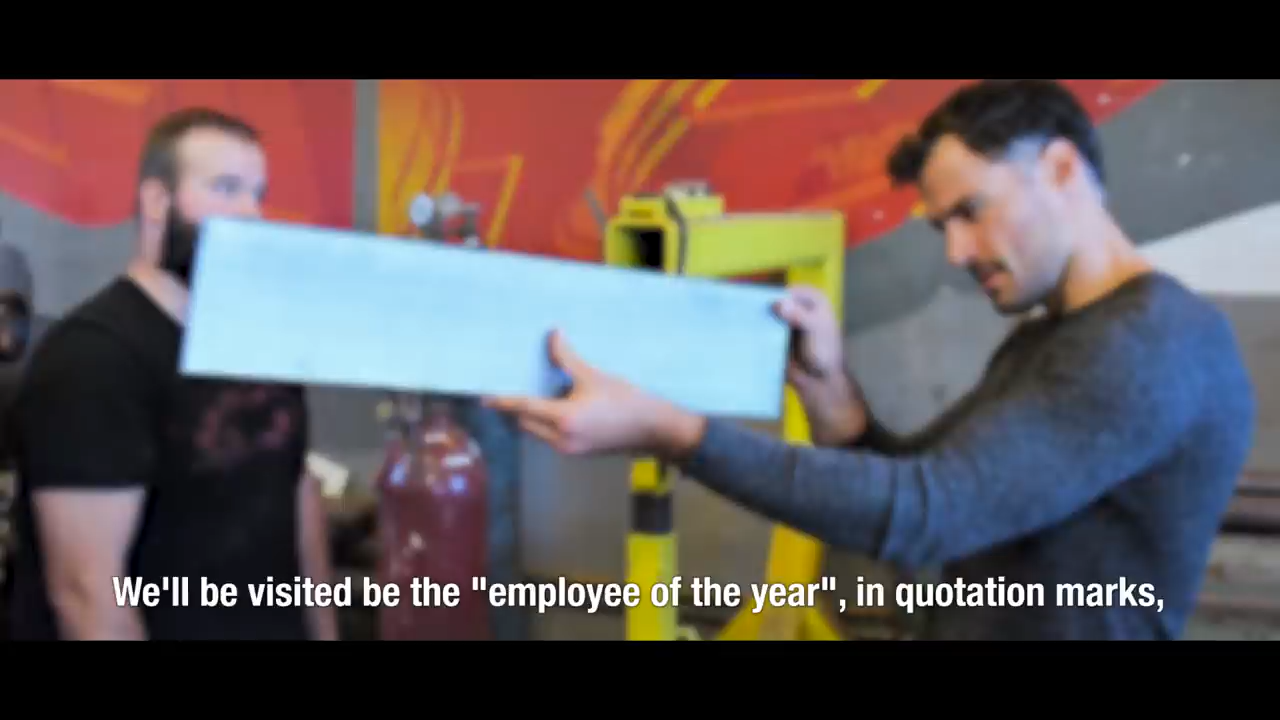 We'll be visited be the "employee of the year", in quotation marks,